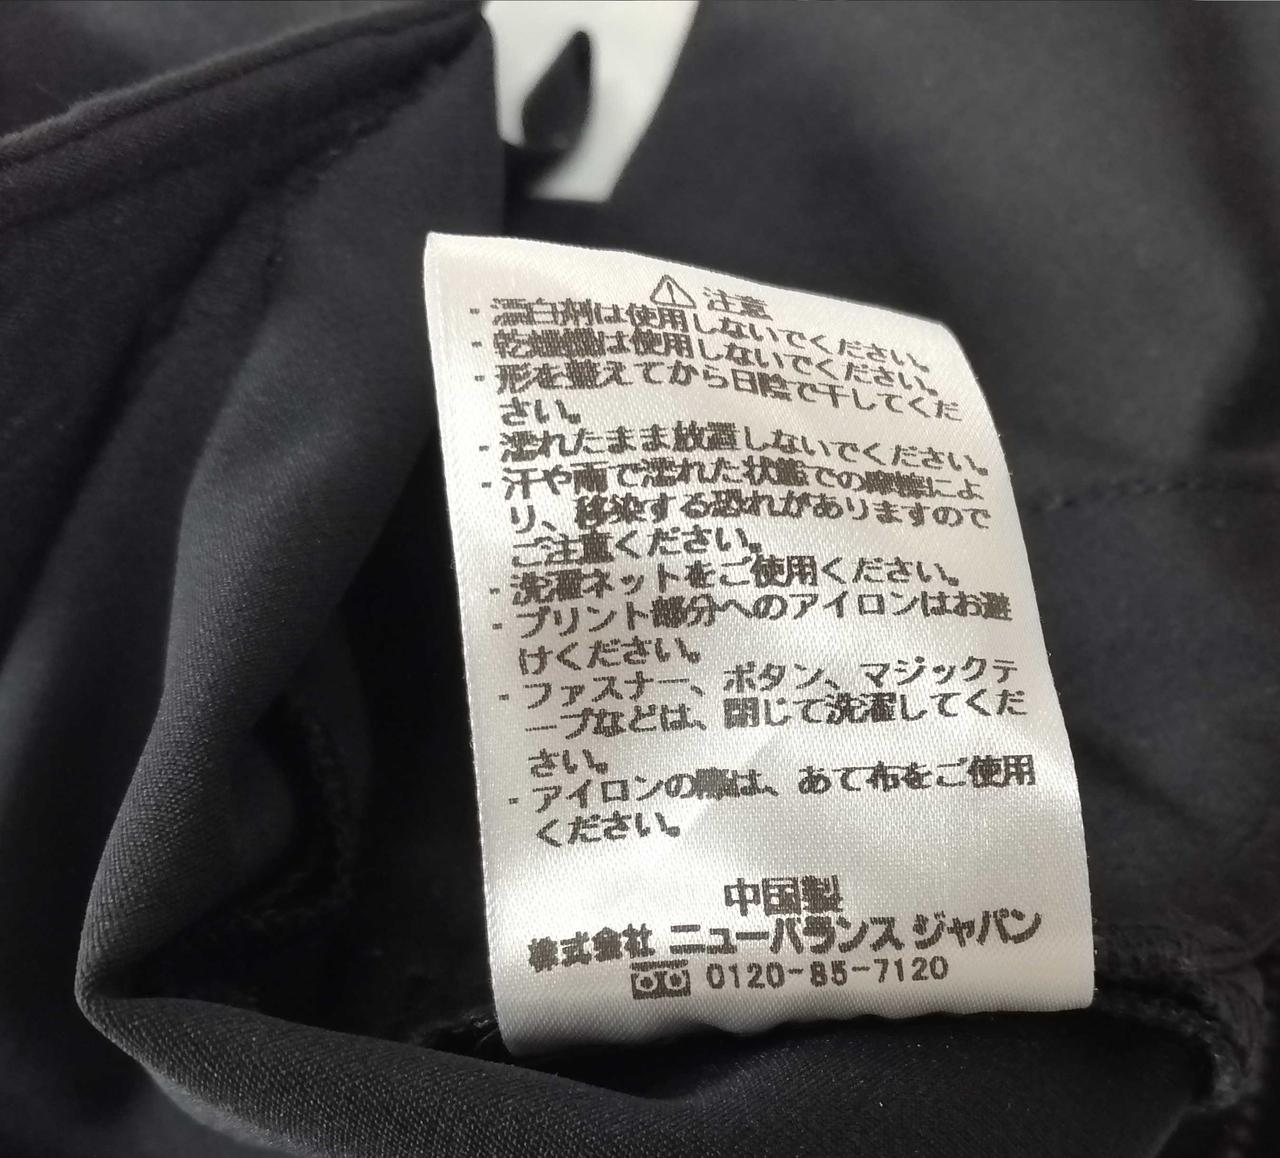 ⚠ 注意
・漂白剤は使用しないでください。
・乾燥機は使用しないでください。
・形を整えてから日陰で干してくだ
さい。
・濡れたまま放置しないでください。
・汗や雨で濡れた状態での摩擦によ
り、移染する恐れがありますので
ご注意ください。
・洗濯ネットをご使用ください。
・プリント部分へのアイロンはお避
けください。
・ファスナー、ボタン、マジックテ
ープなどは、閉じて洗濯してくだ
さい。
・アイロンの際は、あて布をご使用
ください。
中国製
株式会社 ニューバランス ジャパン
0120-85-7120